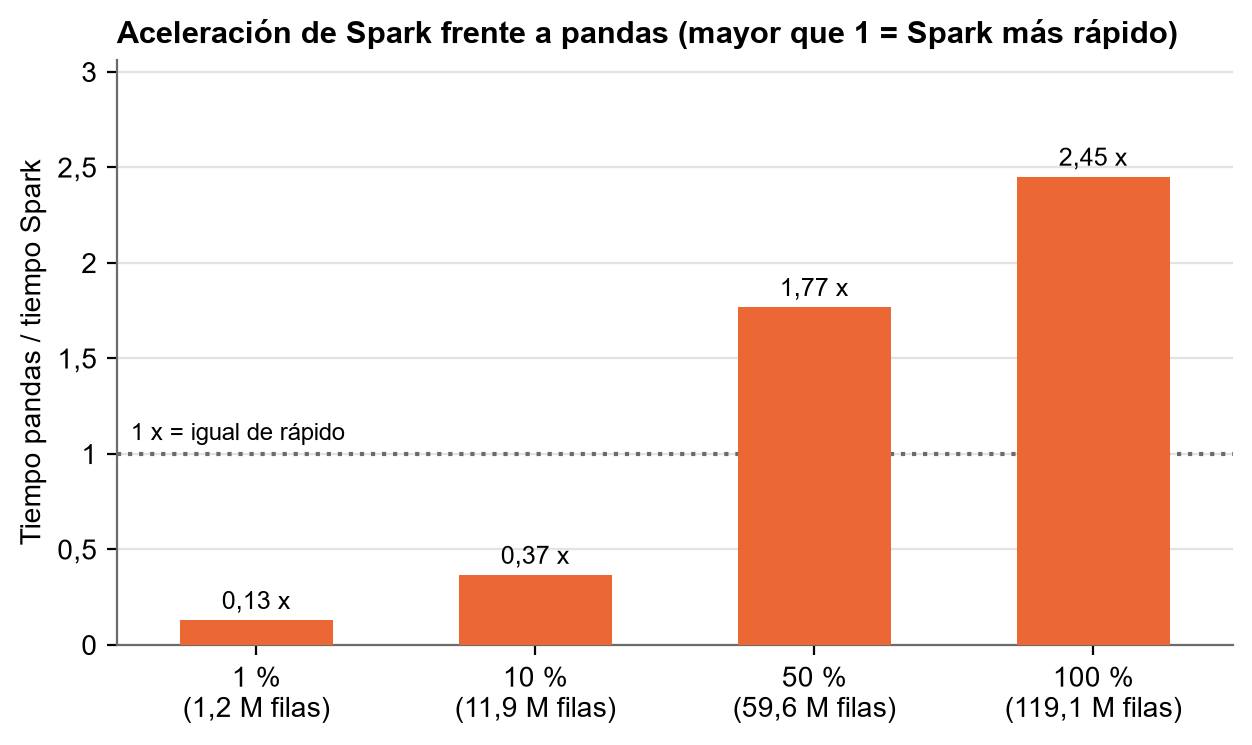 Aceleración de Spark frente a pandas (mayor que 1 = Spark más rápido)
Tiempo pandas / tiempo Spark
3
2,5
2
1,5
1
0,5
0
1 x = igual de rápido
0,13 x
0,37 x
1,77 x
2,45 x
1 %
(1,2 M filas)
10 %
(11,9 M filas)
50 %
(59,6 M filas)
100 %
(119,1 M filas)